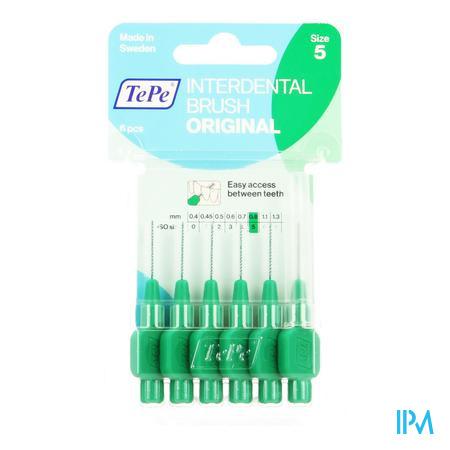 Made in
Sweden
Size
5
TePe
INTERDENTAL
BRUSH
ORIGINAL
6 pcs
Easy access
between teeth
mm 0.4 0.45 0.5 0.6 0.7 0.8 1.1 1.3
0 2 3 5
TePe
IPM